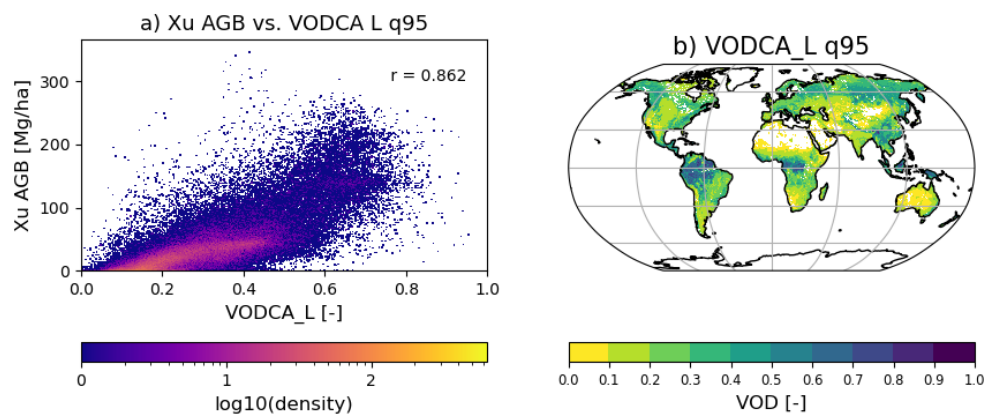 a) Xu AGB vs. VODCA L q95
Xu AGB [Mg/ha]
300
200
100
0
r = 0.862
0.0 0.2 0.4 0.6 0.8 1.0
VODCA_L [-]
0 1 2
log10(density)
b) VODCA_L q95
0.0 0.1 0.2 0.3 0.4 0.5 0.6 0.7 0.8 0.9 1.0
VOD [-]